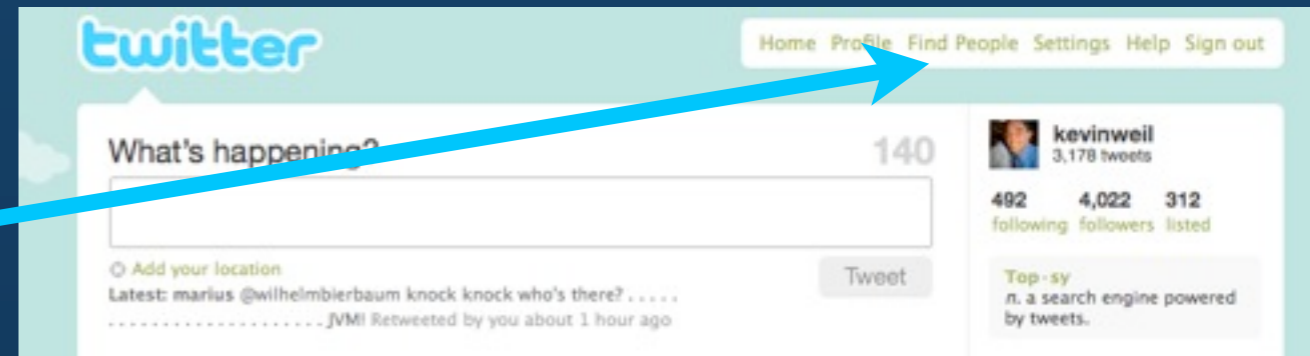 twitter
Home Profile Find People Settings Help Sign out
What's happening?
140
kevinweil
3,178 tweets
492 4,022 312
following followers listed
Add your location
Tweet
Latest: marius @wilhelmbierbaum knock knock who's there? . . . . .
. . . . . . . . . . . . . . . . . . . . JVM! Retweeted by you about 1 hour ago
Top·sy
n. a search engine powered
by tweets.